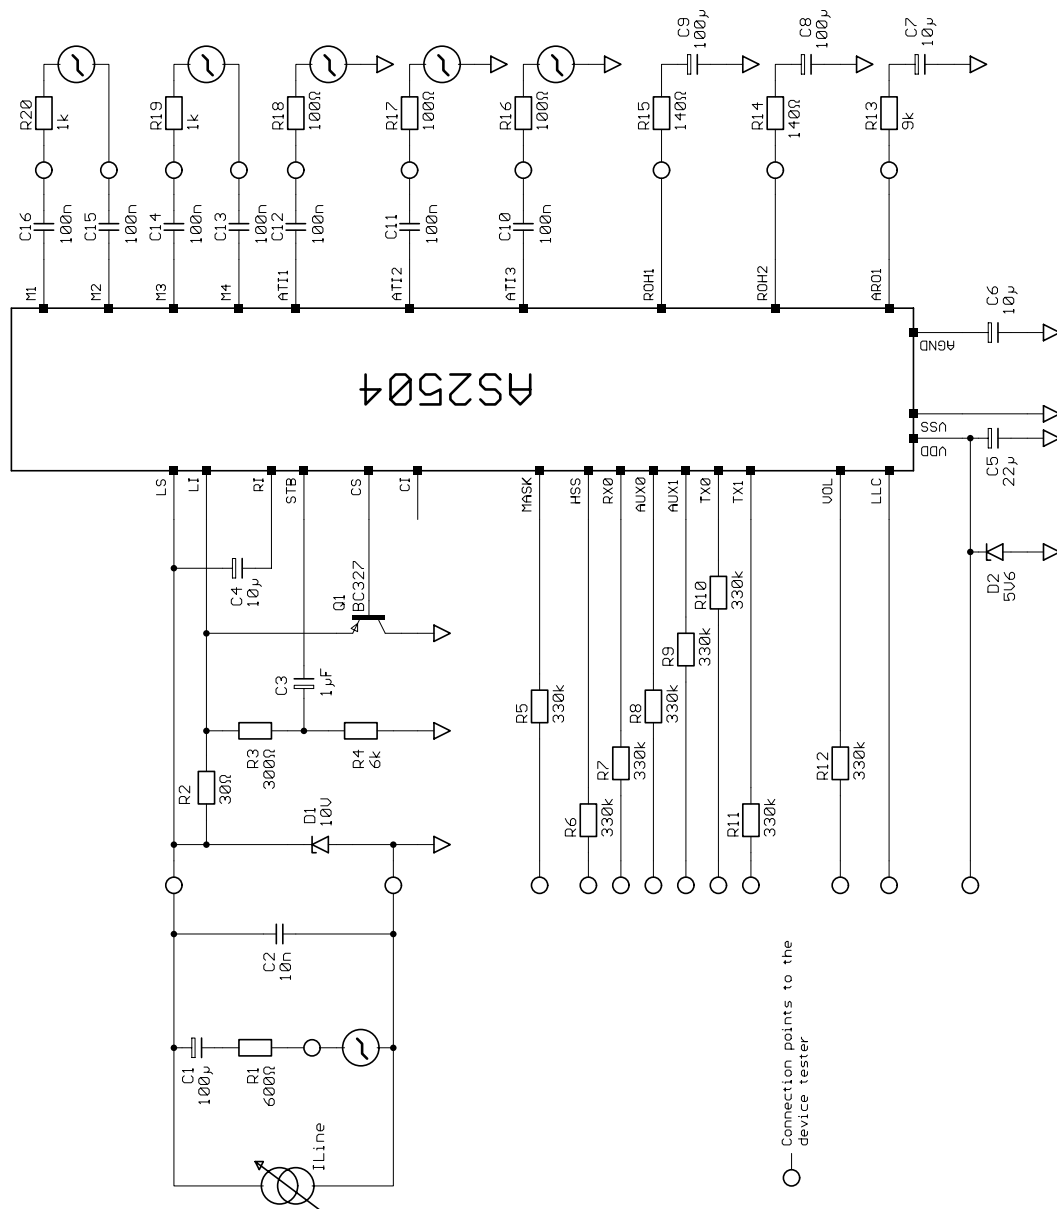 R20
1k
R19
1k
R18
100Ω
R17
100Ω
R16
100Ω
R15
140Ω
C9
100µ
R14
140Ω
C8
100µ
R13
9k
C7
10µ
C16
100n
C15
100n
C14
100n
C13
100n
C12
100n
C11
100n
C10
100n
M1
M2
M3
M4
ATI1
ATI2
ATI3
ROH1
ROH2
ARO1
AS2504
AGND
C6
10µ
VSS
VDD
C5
22µ
D2
5V6
LS
LI
RI
STB
CS
CI
MASK
HSS
RX0
AUX0
AUX1
TX0
TX1
VOL
LLC
C4
10µ
Q1
BC327
C3
1µF
R2
30Ω
R3
300Ω
R4
6k
D1
10V
R5
330k
R6
330k
R7
330k
R8
330k
R9
330k
R10
330k
R11
330k
R12
330k
C2
10n
C1
100µ
R1
600Ω
ILine
Connection points to the
device tester